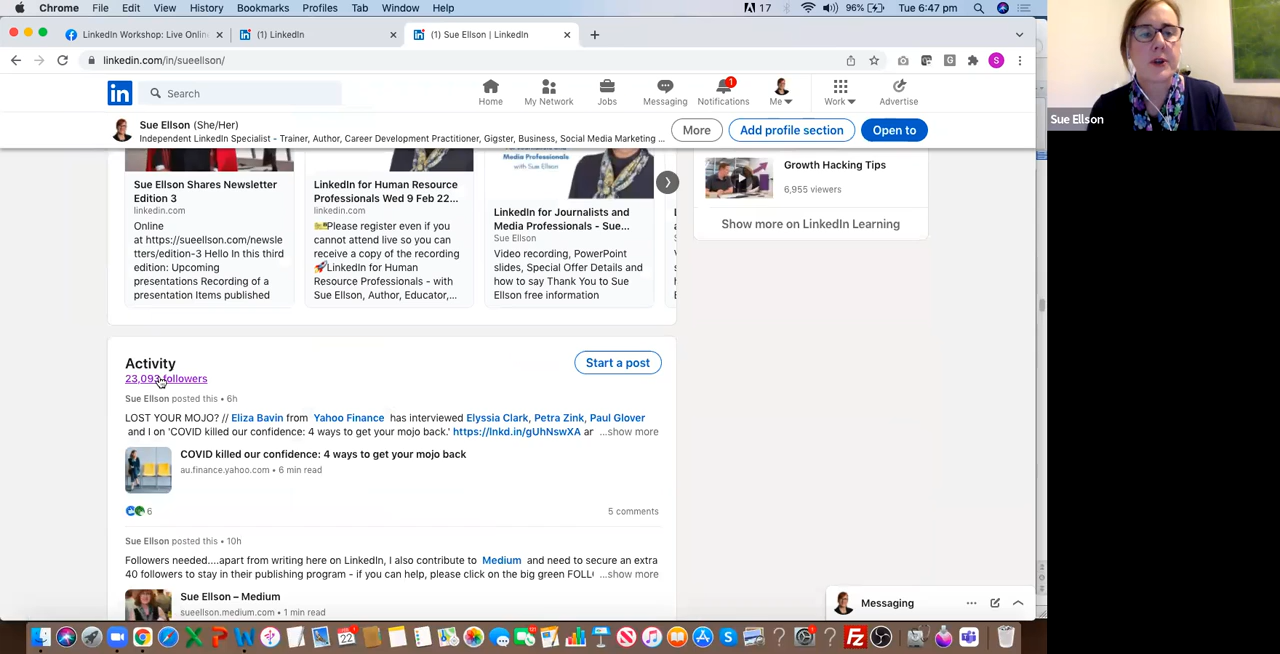 Chrome File Edit View History Bookmarks Profiles Tab Window Help
17 96% Tue 22 Feb 6:47 pm
LinkedIn Workshop: Live Onlin
(1) LinkedIn
(1) Sue Ellson | LinkedIn
linkedin.com/in/sueellson/
in Search
Home My Network Jobs Messaging Notifications Me Work Advertise
1
Sue Ellson (She/Her)
Independent LinkedIn Specialist - Trainer, Author, Career Development Practitioner, Gigster, Business, Social Media Marketing ...
More Add profile section Open to
Media Professionals
with Sue Ellson
Sue Ellson Shares Newsletter
Edition 3
linkedin.com
Online
at https://sueellson.com/newsle
tters/edition-3 Hello In this third
edition: Upcoming
presentations Recording of a
presentation Items published
LinkedIn for Human Resource
Professionals Wed 9 Feb 22...
linkedin.com
Please register even if you
cannot attend live so you can
receive a copy of the recording
LinkedIn for Human
Resource Professionals - with
Sue Ellson, Author, Educator,...
LinkedIn for Journalists and
Media Professionals - Sue...
Sue Ellson
Video recording, PowerPoint
slides, Special Offer Details and
how to say Thank You to Sue
Ellson free information
Growth Hacking Tips
6,955 viewers
Show more on LinkedIn Learning
Activity
23,093 followers
Start a post
Sue Ellson posted this • 6h
LOST YOUR MOJO? // Eliza Bavin from Yahoo Finance has interviewed Elyssia Clark, Petra Zink, Paul Glover
and I on 'COVID killed our confidence: 4 ways to get your mojo back.' https://lnkd.in/gUhNswXA ar ...show more
COVID killed our confidence: 4 ways to get your mojo back
au.finance.yahoo.com • 6 min read
6
5 comments
Sue Ellson posted this • 10h
Followers needed....apart from writing here on LinkedIn, I also contribute to Medium and need to secure an extra
40 followers to stay in their publishing program - if you can help, please click on the big green FOLL ...show more
Sue Ellson – Medium
sueellson.medium.com • 1 min read
Messaging
Sue Ellson